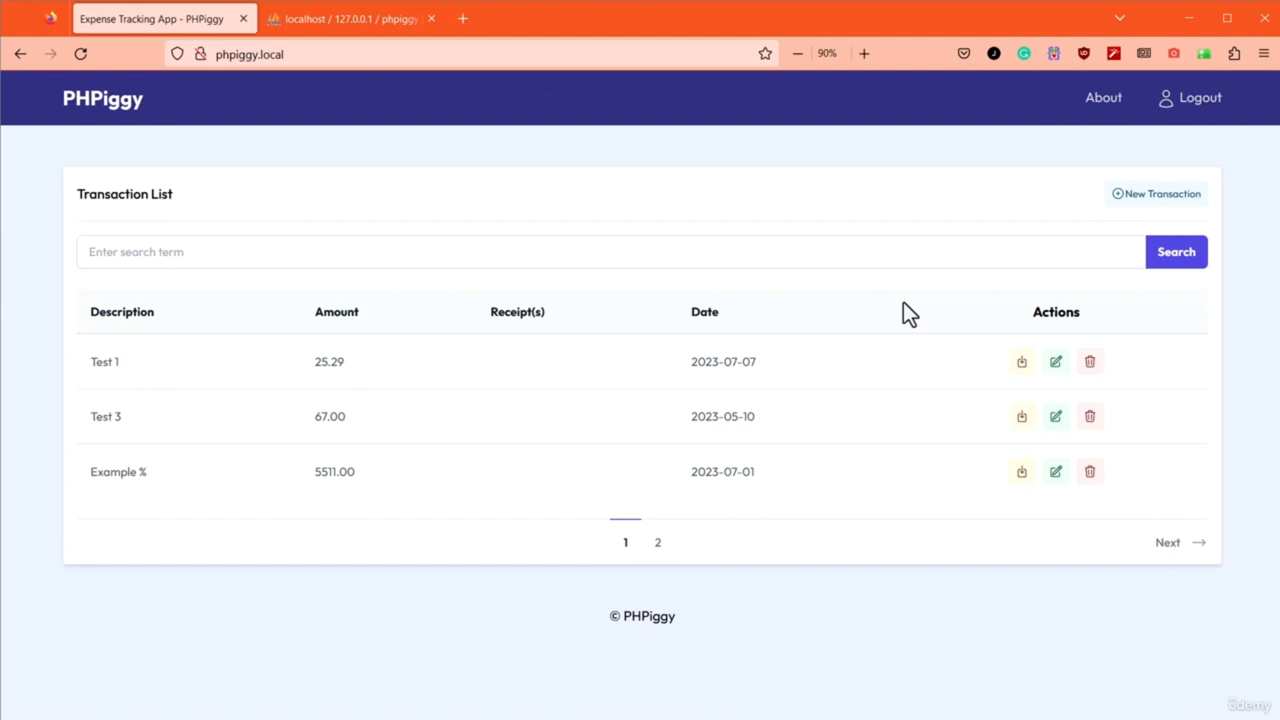 Expense Tracking App - PHPiggy
localhost / 127.0.0.1 / phpiggy
phpiggy.local
90%
PHPiggy
About
Logout
Transaction List
New Transaction
Enter search term
Search
Description Amount Receipt(s) Date Actions
Test 1 25.29 2023-07-07
Test 3 67.00 2023-05-10
Example % 5511.00 2023-07-01
1 2 Next →
© PHPiggy
ûdemy